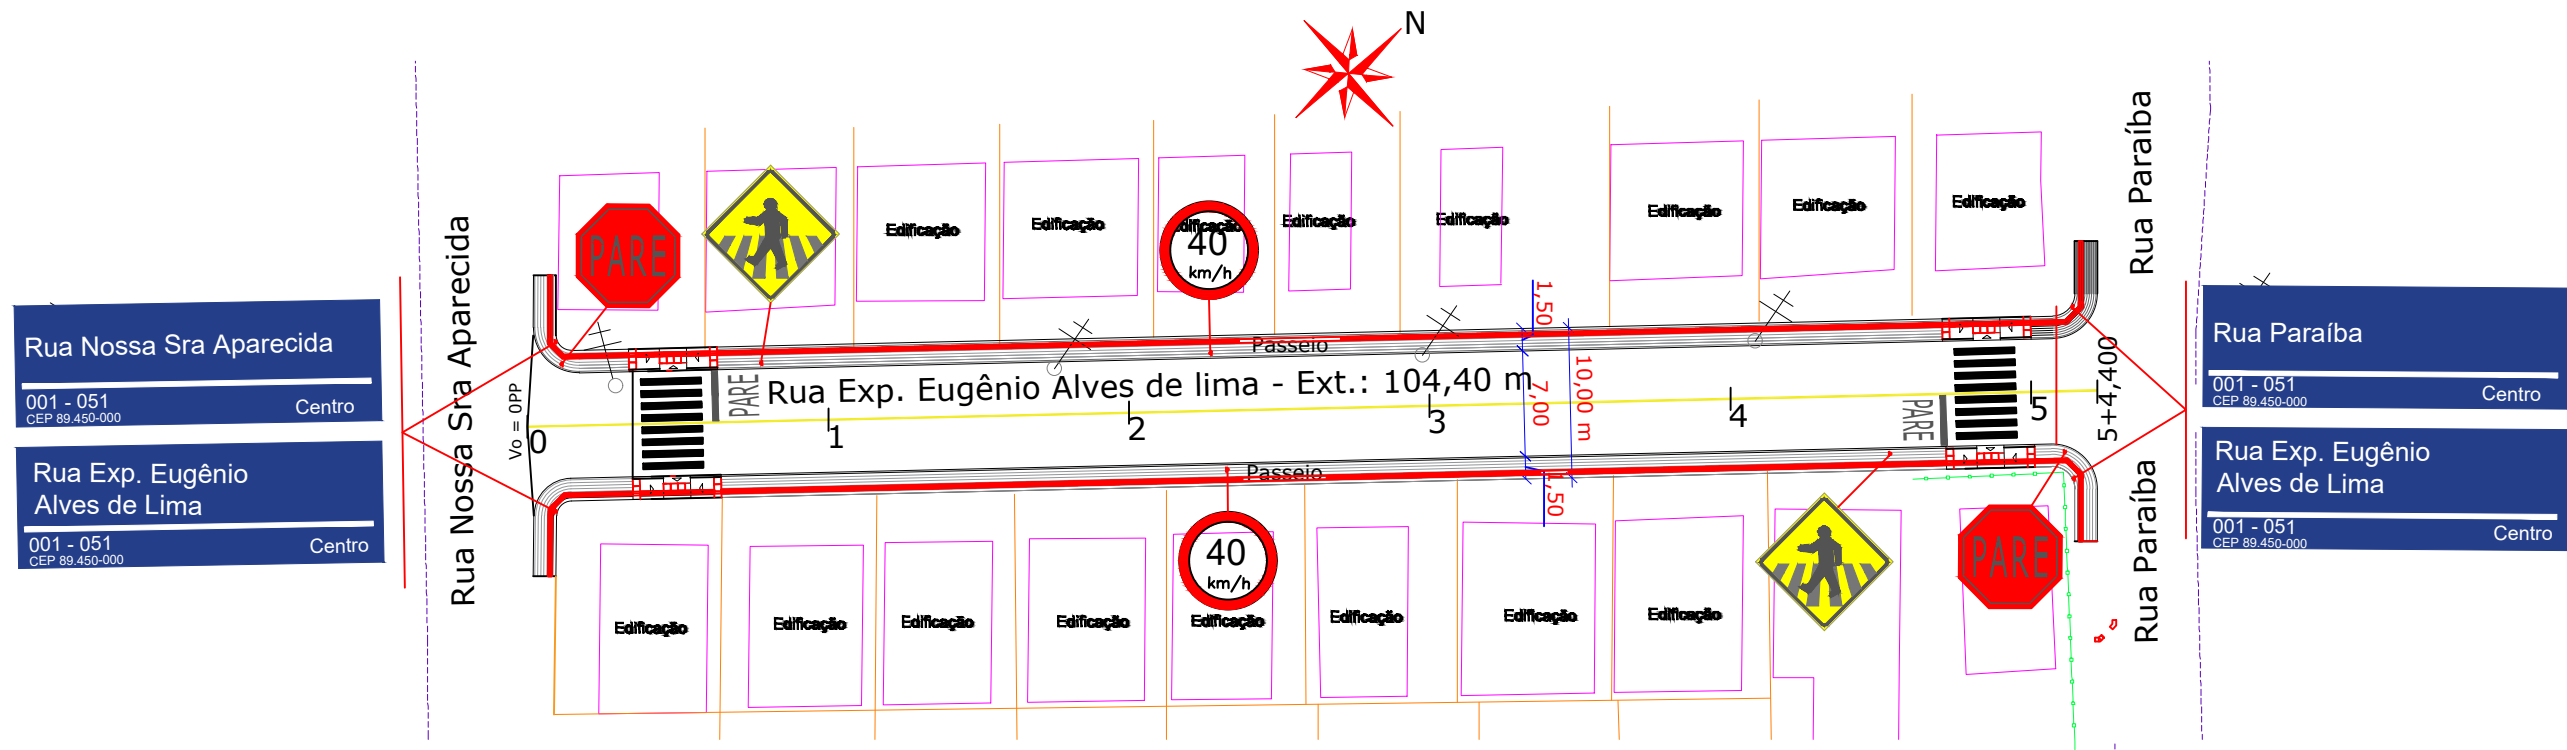 N
Rua Nossa Sra Aparecida
001 - 051
CEP 89.450-000
Centro
Rua Exp. Eugênio
Alves de Lima
001 - 051
CEP 89.450-000
Centro
Rua Nossa Sra Aparecida
Vo = 0PP
PARE
Edificação
Edificação
Edificação
40
km/h
Edificação
Edificação
Edificação
Edificação
Edificação
Passeio
PARE
Rua Exp. Eugênio Alves de lima - Ext.: 104,40 m
1,50
7,00
10,00 m
1,50
0
1
2
3
4
5
5+4,400
PARE
Passeio
40
km/h
Edificação
Edificação
Edificação
Edificação
Edificação
Edificação
Edificação
Edificação
PARE
Rua Paraíba
Rua Paraíba
Rua Paraíba
001 - 051
CEP 89.450-000
Centro
Rua Exp. Eugênio
Alves de Lima
001 - 051
CEP 89.450-000
Centro